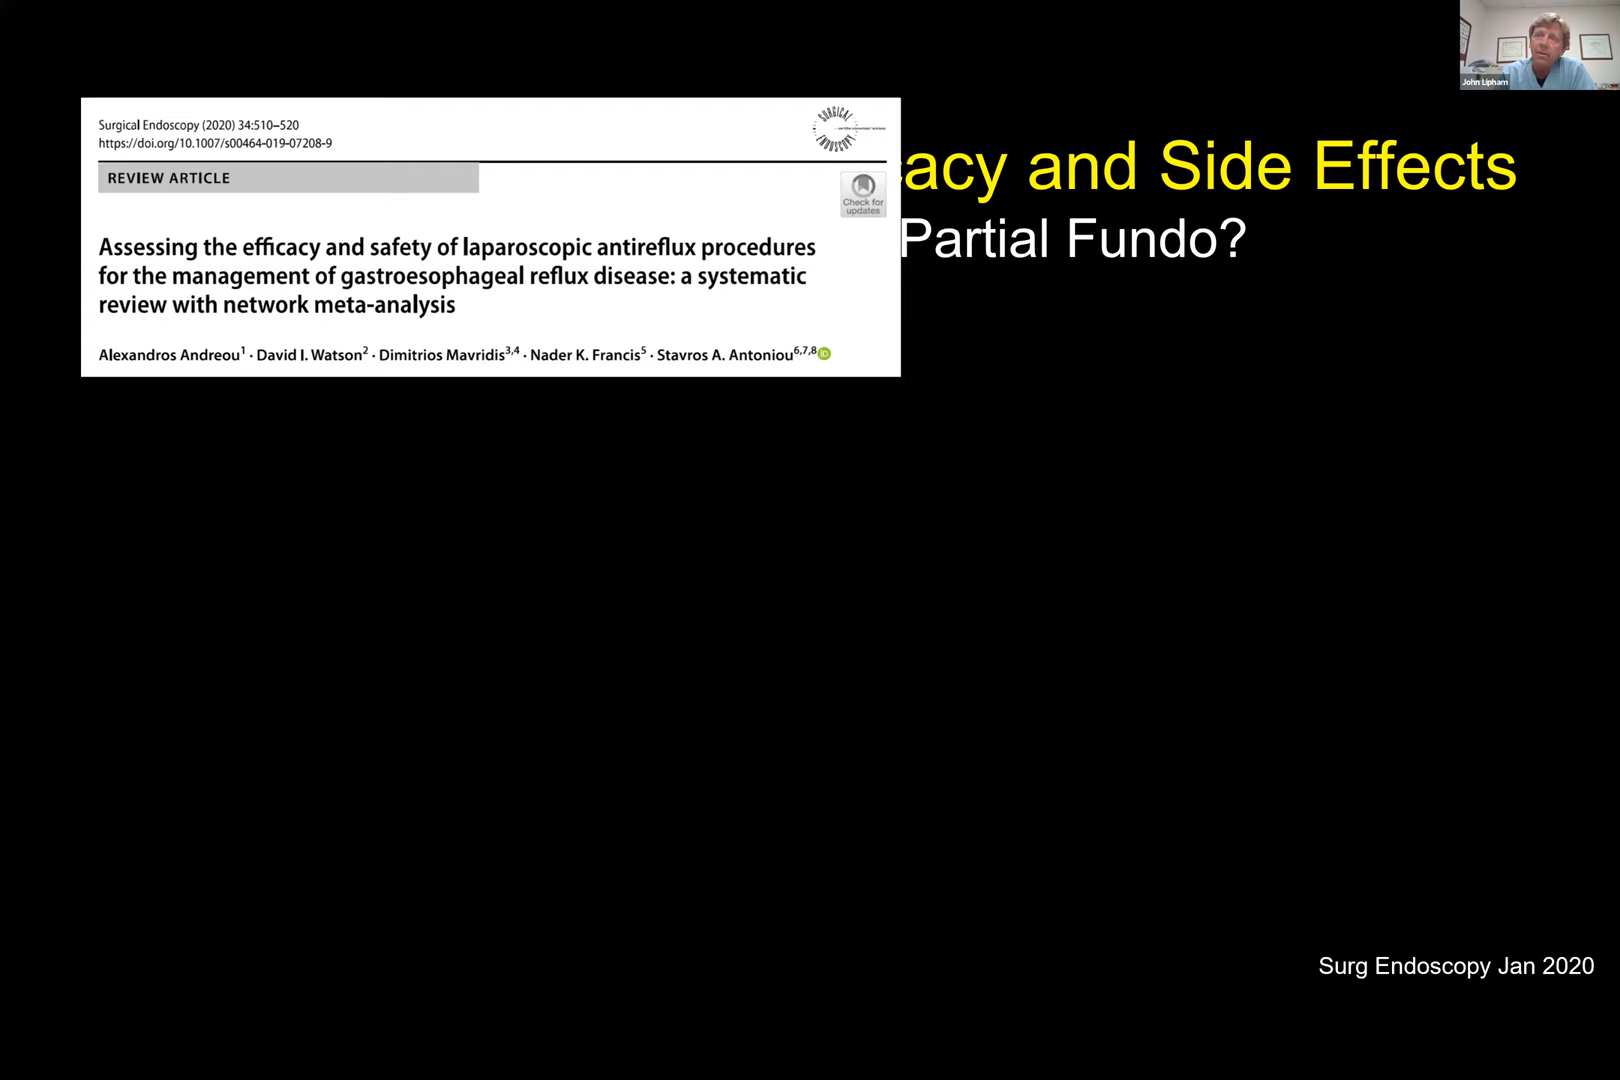 John Lipham
Surgical Endoscopy (2020) 34:510–520
https://doi.org/10.1007/s00464-019-07208-9
SURGICAL
ENDOSCOPY
REVIEW ARTICLE
Check for
updates
acy and Side Effects
Partial Fundo?
Assessing the efficacy and safety of laparoscopic antireflux procedures
for the management of gastroesophageal reflux disease: a systematic
review with network meta-analysis
Alexandros Andreou1 · David I. Watson2 · Dimitrios Mavridis3,4 · Nader K. Francis5 · Stavros A. Antoniou6,7,8 iD
Surg Endoscopy Jan 2020